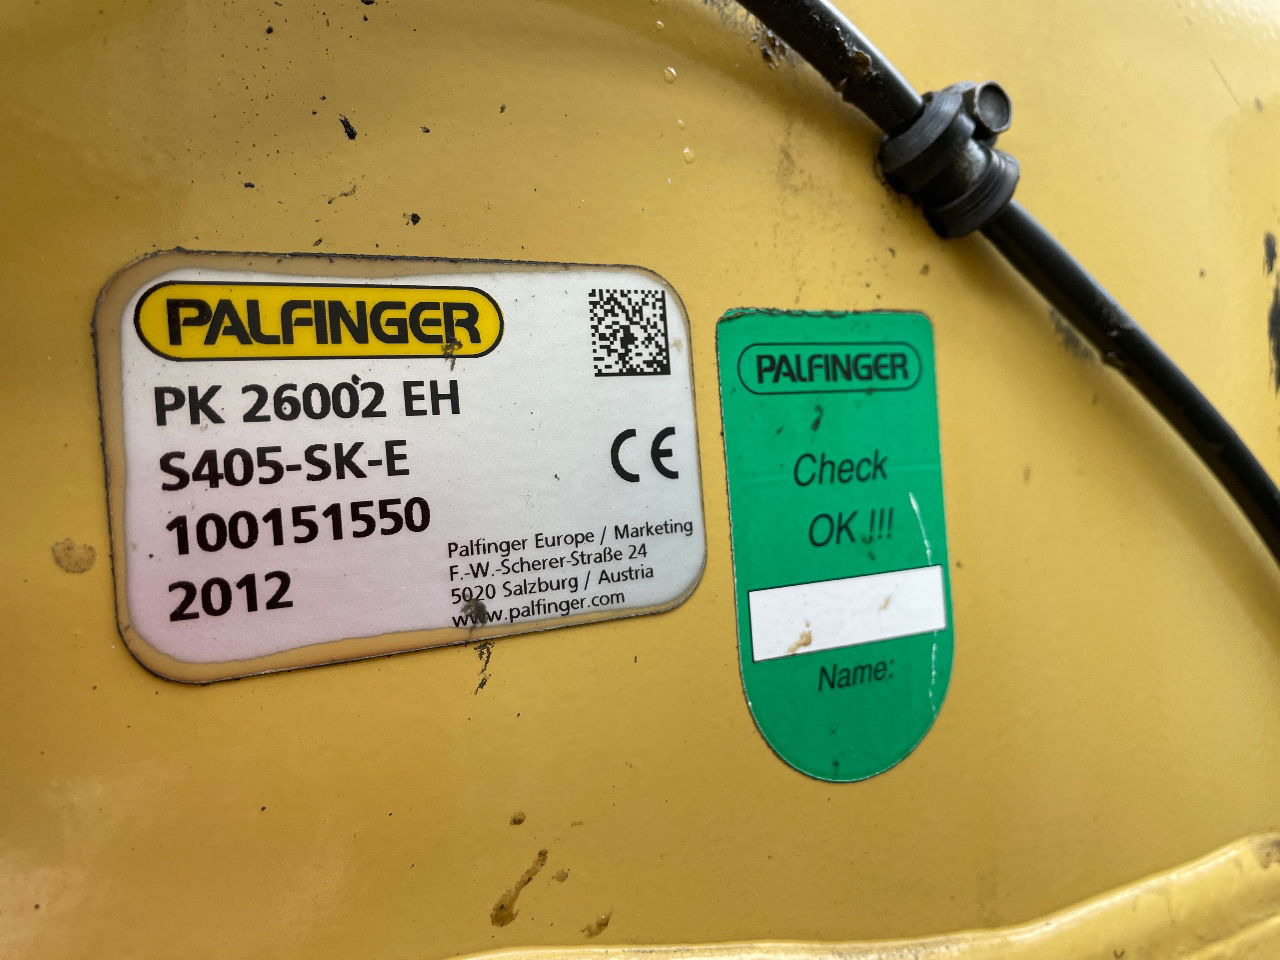 PALFINGER
PK 26002 EH
S405-SK-E
100151550
2012
CE
Palfinger Europe / Marketing
F.-W.-Scherer-Straße 24
5020 Salzburg / Austria
www.palfinger.com
PALFINGER
Check
OK !!!
Name: